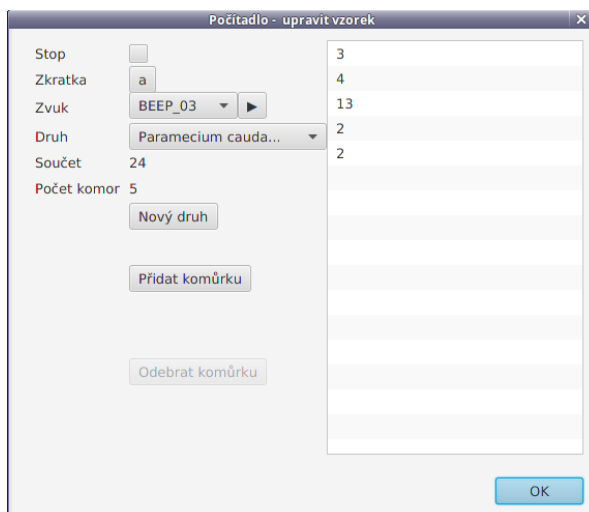 Počítadlo - upravit vzorek
Stop
Zkratka a
Zvuk BEEP_03
Druh Paramecium cauda...
Součet 24
Počet komor 5
Nový druh
Přidat komůrku
Odebrat komůrku
3
4
13
2
2
OK